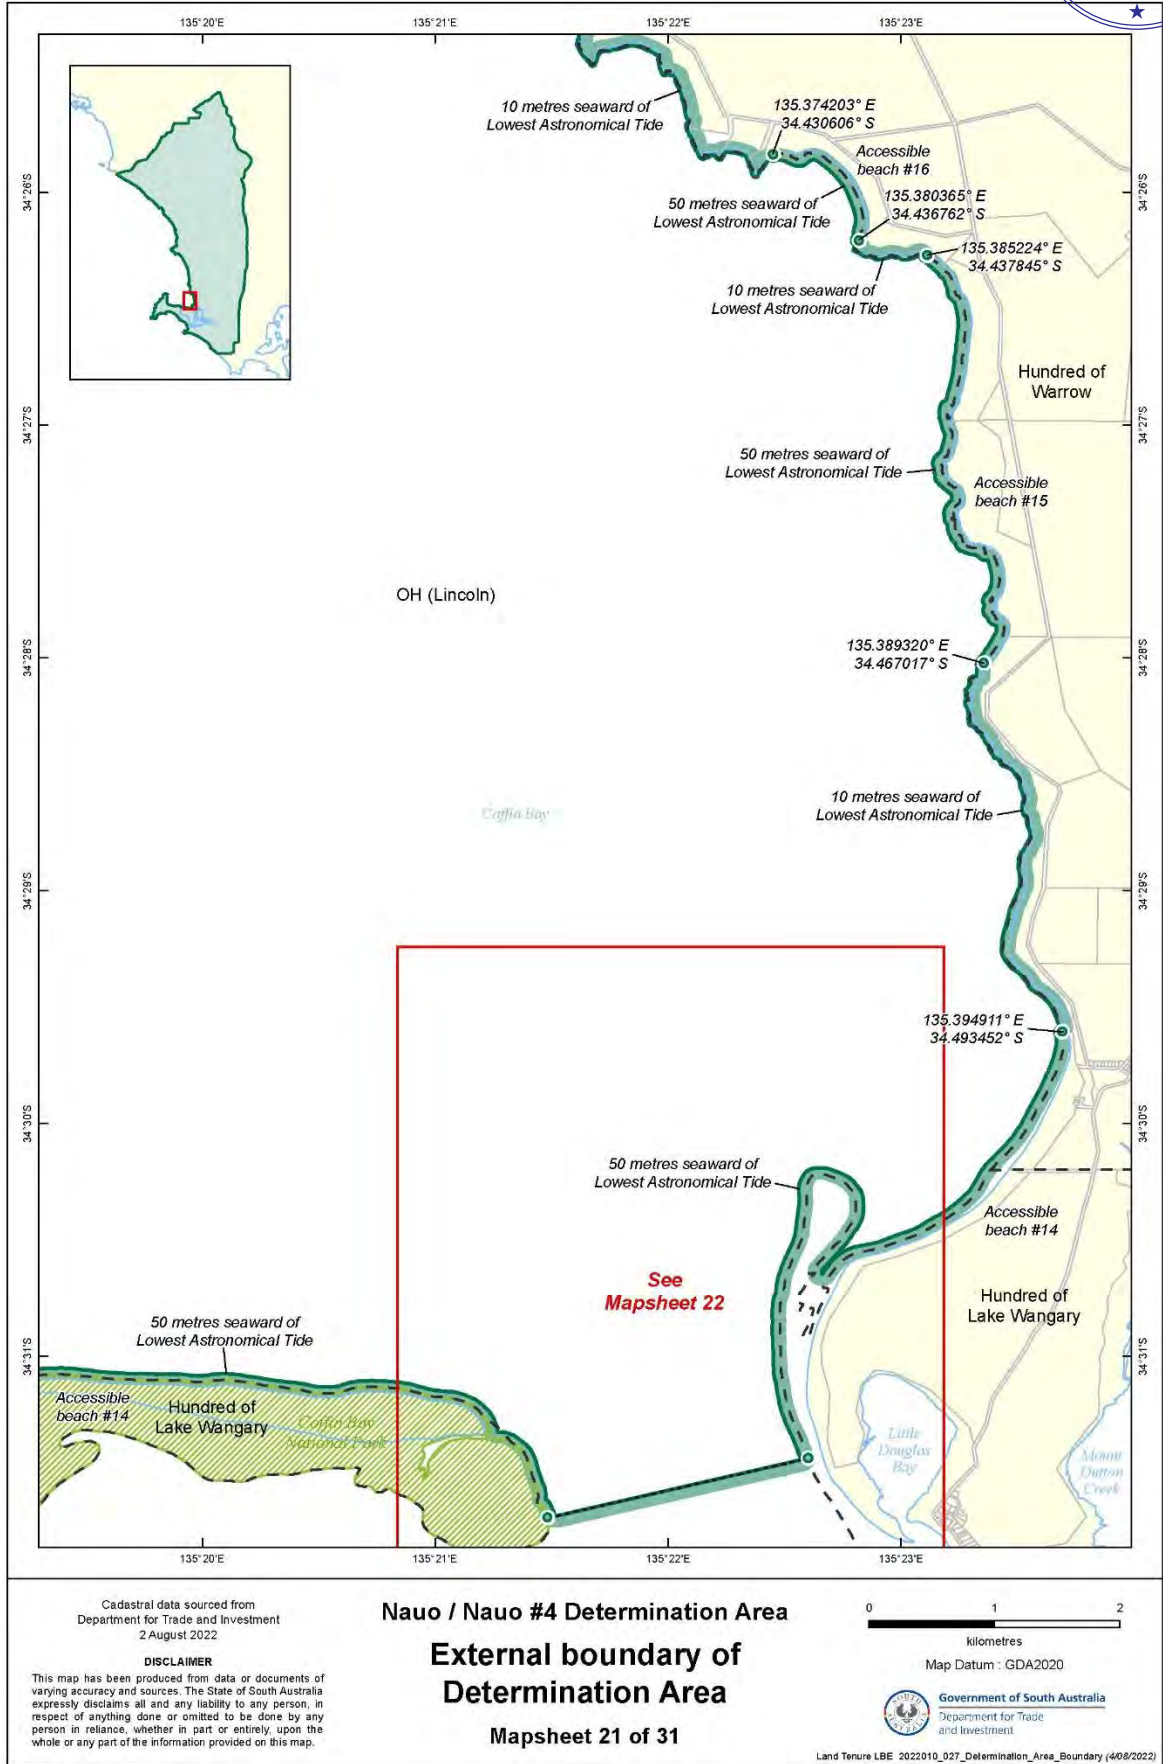 135°20'E
135°21'E
135°22'E
135°23'E
10 metres seaward of
Lowest Astronomical Tide
135.374203° E
34.430606° S
Accessible
beach #16
34°26'S
34°26'S
50 metres seaward of
Lowest Astronomical Tide
135.380365° E
34.436762° S
135.385224° E
34.437845° S
10 metres seaward of
Lowest Astronomical Tide
Hundred of
Warrow
34°27'S
34°27'S
50 metres seaward of
Lowest Astronomical Tide
Accessible
beach #15
OH (Lincoln)
135.389320° E
34.467017° S
34°28'S
34°28'S
10 metres seaward of
Lowest Astronomical Tide
Coffin Bay
34°29'S
34°29'S
135.394911° E
34.493452° S
34°30'S
34°30'S
50 metres seaward of
Lowest Astronomical Tide
Accessible
beach #14
See
Mapsheet 22
Hundred of
Lake Wangary
50 metres seaward of
Lowest Astronomical Tide
34°31'S
34°31'S
Accessible
beach #14
Hundred of
Lake Wangary
Coffin Bay
National Park
Little
Douglas
Bay
Mount
Dutton
Creek
135°20'E
135°21'E
135°22'E
135°23'E
Cadastral data sourced from
Department for Trade and Investment
2 August 2022
DISCLAIMER
This map has been produced from data or documents of
varying accuracy and sources. The State of South Australia
expressly disclaims all and any liability to any person, in
respect of anything done or omitted to be done by any
person in reliance, whether in part or entirely, upon the
whole or any part of the information provided on this map.
Nauo / Nauo #4 Determination Area
External boundary of
Determination Area
Mapsheet 21 of 31
0 1 2
kilometres
Map Datum : GDA2020
SOUTH AUSTRALIA
Government of South Australia
Department for Trade
and Investment
Land Tenure LBE 2022010_027_Determination_Area_Boundary (4/08/2022)